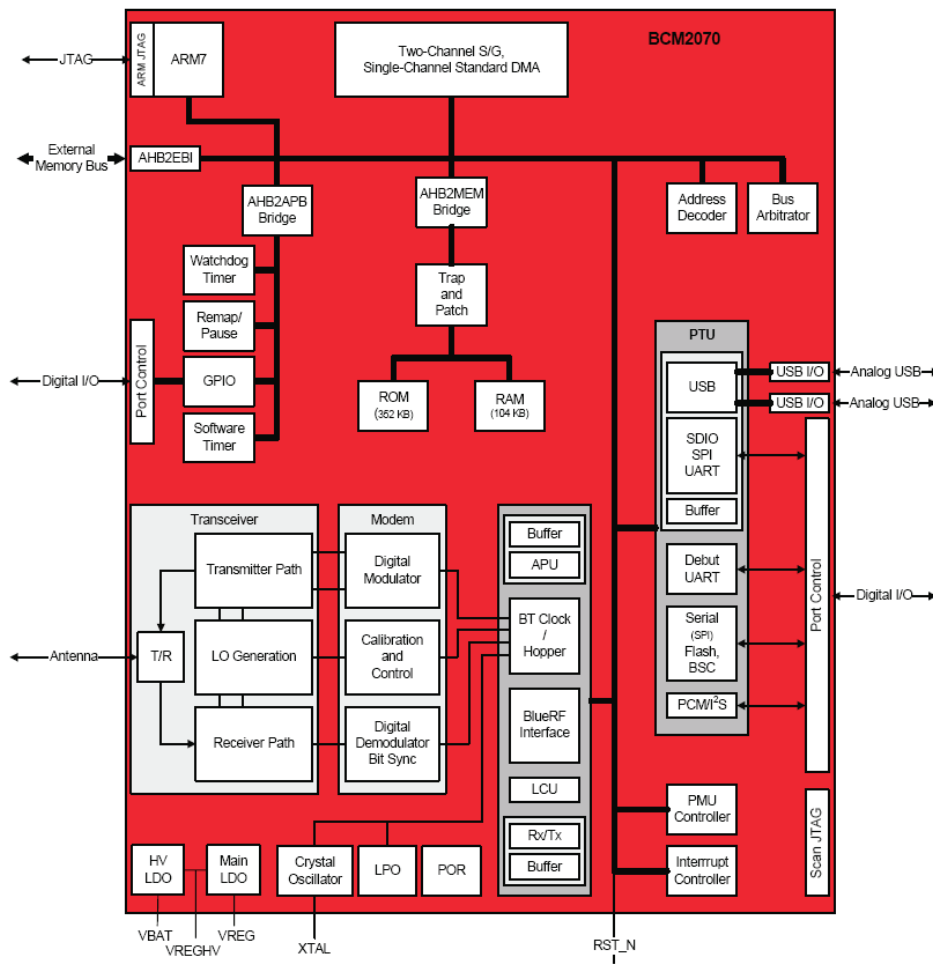 BCM2070
JTAG
ARM JTAG
ARM7
Two-Channel S/G,
Single-Channel Standard DMA
External
Memory Bus
AHB2EBI
AHB2APB
Bridge
AHB2MEM
Bridge
Address
Decoder
Bus
Arbitrator
Watchdog
Timer
Remap/
Pause
GPIO
Software
Timer
Digital I/O
Port Control
Trap
and
Patch
ROM
(352 KB)
RAM
(104 KB)
PTU
USB
SDIO
SPI
UART
Buffer
Debut
UART
Serial
(SPI)
Flash,
BSC
PCM/I²S
USB I/O
Analog USB
USB I/O
Analog USB
Port Control
Digital I/O
Transceiver
Transmitter Path
LO Generation
Receiver Path
T/R
Antenna
Modem
Digital
Modulator
Calibration
and
Control
Digital
Demodulator
Bit Sync
Buffer
APU
BT Clock
/
Hopper
BlueRF
Interface
LCU
Rx/Tx
Buffer
PMU
Controller
Interrrupt
Controller
Scan JTAG
HV
LDO
Main
LDO
Crystal
Oscillator
LPO
POR
VBAT
VREGHV
VREG
XTAL
RST_N